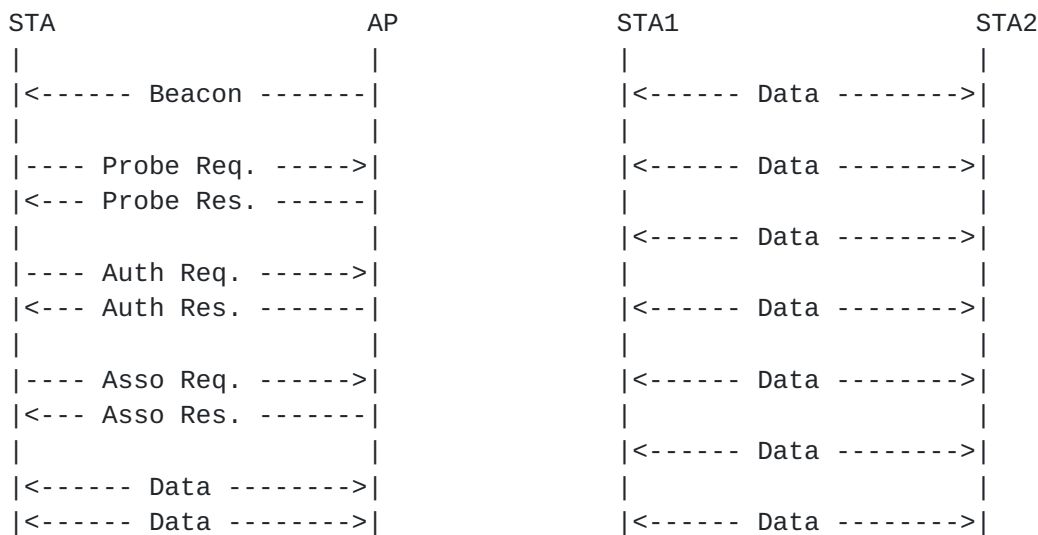 STA                   AP             STA1                   STA2
|                     |              |                      |
|<------ Beacon -------|              |<------ Data -------->|
|                     |              |                      |
|---- Probe Req. ----->|              |<------ Data -------->|
|<--- Probe Res. ------|              |                      |
|                     |              |<------ Data -------->|
|---- Auth Req. ------>|              |                      |
|<--- Auth Res. -------|              |<------ Data -------->|
|                     |              |                      |
|---- Asso Req. ------>|              |<------ Data -------->|
|<--- Asso Res. -------|              |                      |
|                     |              |<------ Data -------->|
|<------ Data -------->|              |                      |
|<------ Data -------->|              |<------ Data -------->|